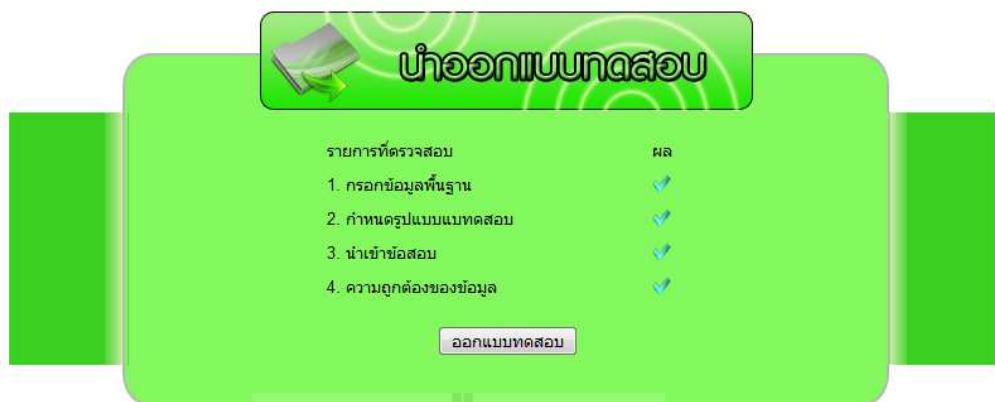 นำออกแบบทดสอบ
รายการที่ตรวจสอบ ผล
1. กรอกข้อมูลพื้นฐาน
2. กำหนดรูปแบบแบทดสอบ
3. นำเข้าข้อสอบ
4. ความถูกต้องของข้อมูล
ออกแบบทดสอบ